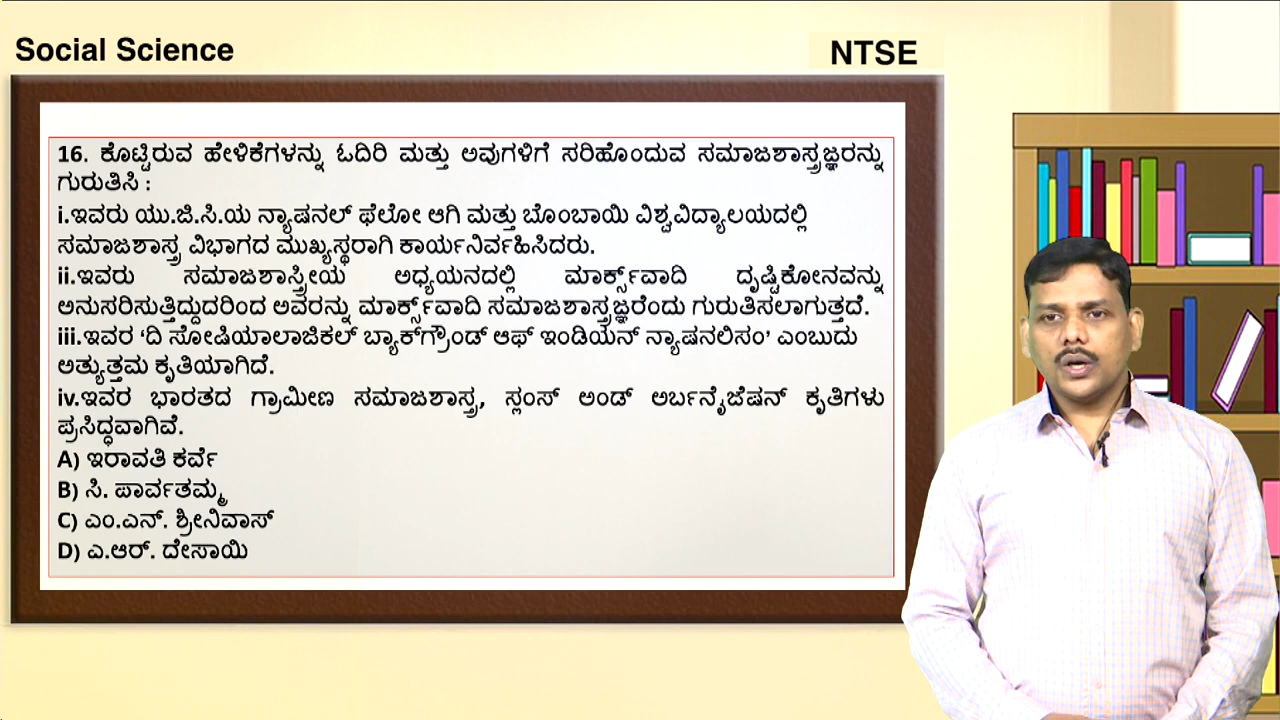 Social Science
NTSE
16. ಕೊಟ್ಟಿರುವ ಹೇಳಿಕೆಗಳನ್ನು ಓದಿರಿ ಮತ್ತು ಅವುಗಳಿಗೆ ಸರಿಹೊಂದುವ ಸಮಾಜಶಾಸ್ತ್ರಜ್ಞರನ್ನು
ಗುರುತಿಸಿ :
i.ಇವರು ಯು.ಜಿ.ಸಿ.ಯ ನ್ಯಾಷನಲ್ ಫೆಲೋ ಆಗಿ ಮತ್ತು ಬೊಂಬಾಯಿ ವಿಶ್ವವಿದ್ಯಾಲಯದಲ್ಲಿ
ಸಮಾಜಶಾಸ್ತ್ರ ವಿಭಾಗದ ಮುಖ್ಯಸ್ಥರಾಗಿ ಕಾರ್ಯನಿರ್ವಹಿಸಿದರು.
ii.ಇವರು ಸಮಾಜಶಾಸ್ತ್ರೀಯ ಅಧ್ಯಯನದಲ್ಲಿ ಮಾರ್ಕ್ಸ್‌ವಾದಿ ದೃಷ್ಟಿಕೋನವನ್ನು
ಅನುಸರಿಸುತ್ತಿದ್ದುದರಿಂದ ಅವರನ್ನು ಮಾರ್ಕ್ಸ್‌ವಾದಿ ಸಮಾಜಶಾಸ್ತ್ರಜ್ಞರೆಂದು ಗುರುತಿಸಲಾಗುತ್ತದೆ.
iii.ಇವರ ‘ದಿ ಸೋಷಿಯಾಲಾಜಿಕಲ್ ಬ್ಯಾಕ್‌ಗ್ರೌಂಡ್ ಆಫ್ ಇಂಡಿಯನ್ ನ್ಯಾಷನಲಿಸಂ’ ಎಂಬುದು
ಅತ್ಯುತ್ತಮ ಕೃತಿಯಾಗಿದೆ.
iv.ಇವರ ಭಾರತದ ಗ್ರಾಮೀಣ ಸಮಾಜಶಾಸ್ತ್ರ, ಸ್ಲಂಸ್ ಅಂಡ್ ಅರ್ಬನೈಜೆಷನ್ ಕೃತಿಗಳು
ಪ್ರಸಿದ್ಧವಾಗಿವೆ.
A) ಇರಾವತಿ ಕರ್ವೆ
B) ಸಿ. ಪಾರ್ವತಮ್ಮ
C) ಎಂ.ಎನ್. ಶ್ರೀನಿವಾಸ್
D) ಎ.ಆರ್. ದೇಸಾಯಿ